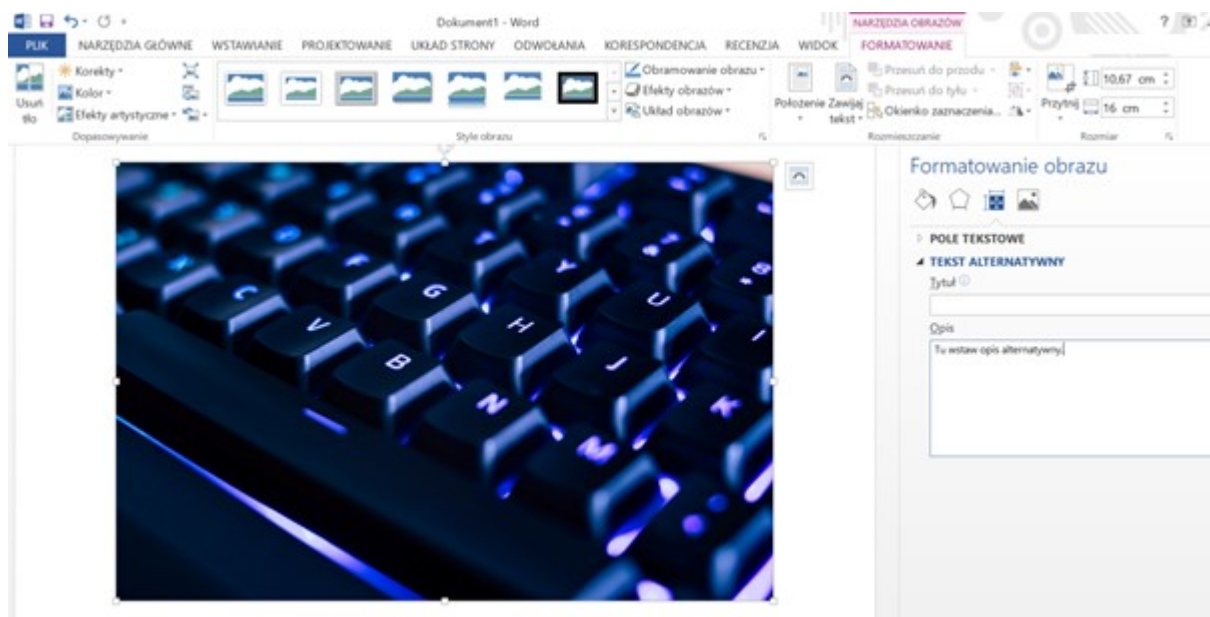 Dokument1 - Word
NARZĘDZIA OBRAZÓW
?
PLIK NARZĘDZIA GŁÓWNE WSTAWIANIE PROJEKTOWANIE UKŁAD STRONY ODWOŁANIA KORESPONDENCJA RECENZJA WIDOK FORMATOWANIE
Usuń tło
Korekty
Kolor
Efekty artystyczne
Dopasowywanie
Obramowanie obrazu
Efekty obrazów
Układ obrazów
Style obrazu
Położenie
Zawijaj tekst
Przesuń do przodu
Przesuń do tyłu
Okienko zaznaczenia...
Rozmieszczanie
Przytnij
10,67 cm
16 cm
Rozmiar
Formatowanie obrazu
POLE TEKSTOWE
TEKST ALTERNATYWNY
Tytuł
Opis
Tu wstaw opis alternatywny.
X C V B N M
F G H J K
Y U I
7 8 *